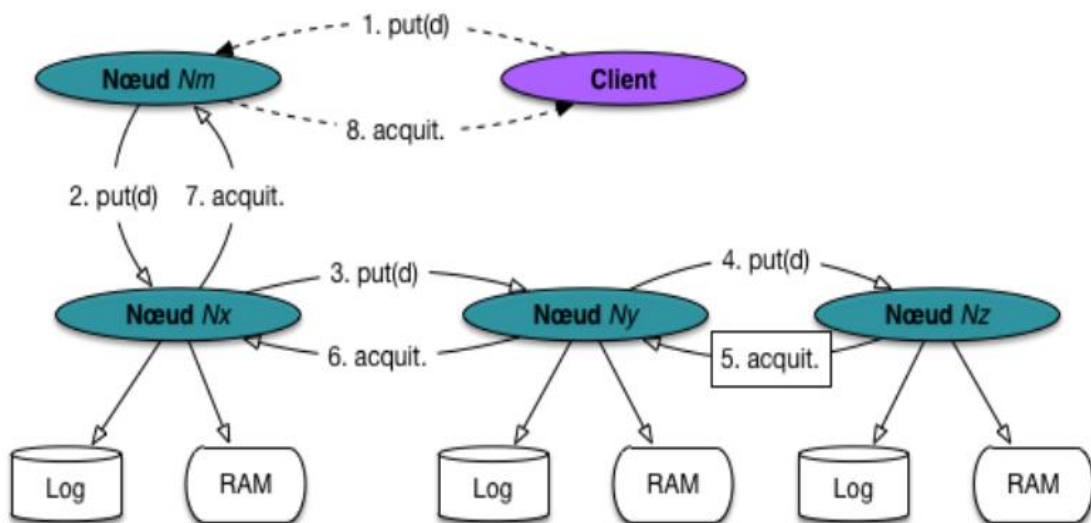 1. put(d)
Nœud Nm
Client
8. acquit.
2. put(d)
7. acquit.
3. put(d)
4. put(d)
Nœud Nx
Nœud Ny
Nœud Nz
6. acquit.
5. acquit.
Log
RAM
Log
RAM
Log
RAM